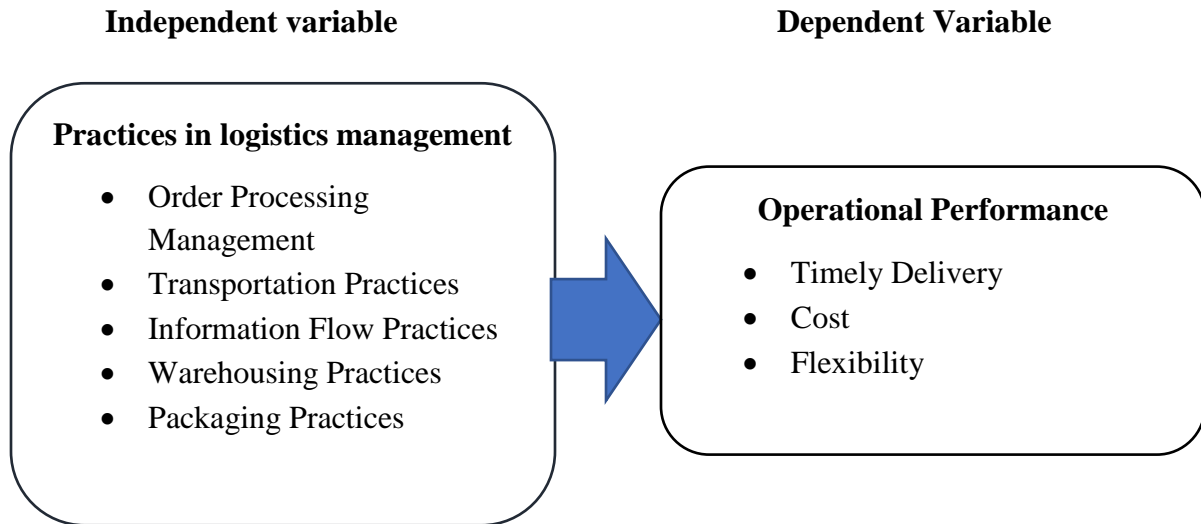 Independent variable
Dependent Variable
Practices in logistics management
• Order Processing
Management
• Transportation Practices
• Information Flow Practices
• Warehousing Practices
• Packaging Practices
Operational Performance
• Timely Delivery
• Cost
• Flexibility